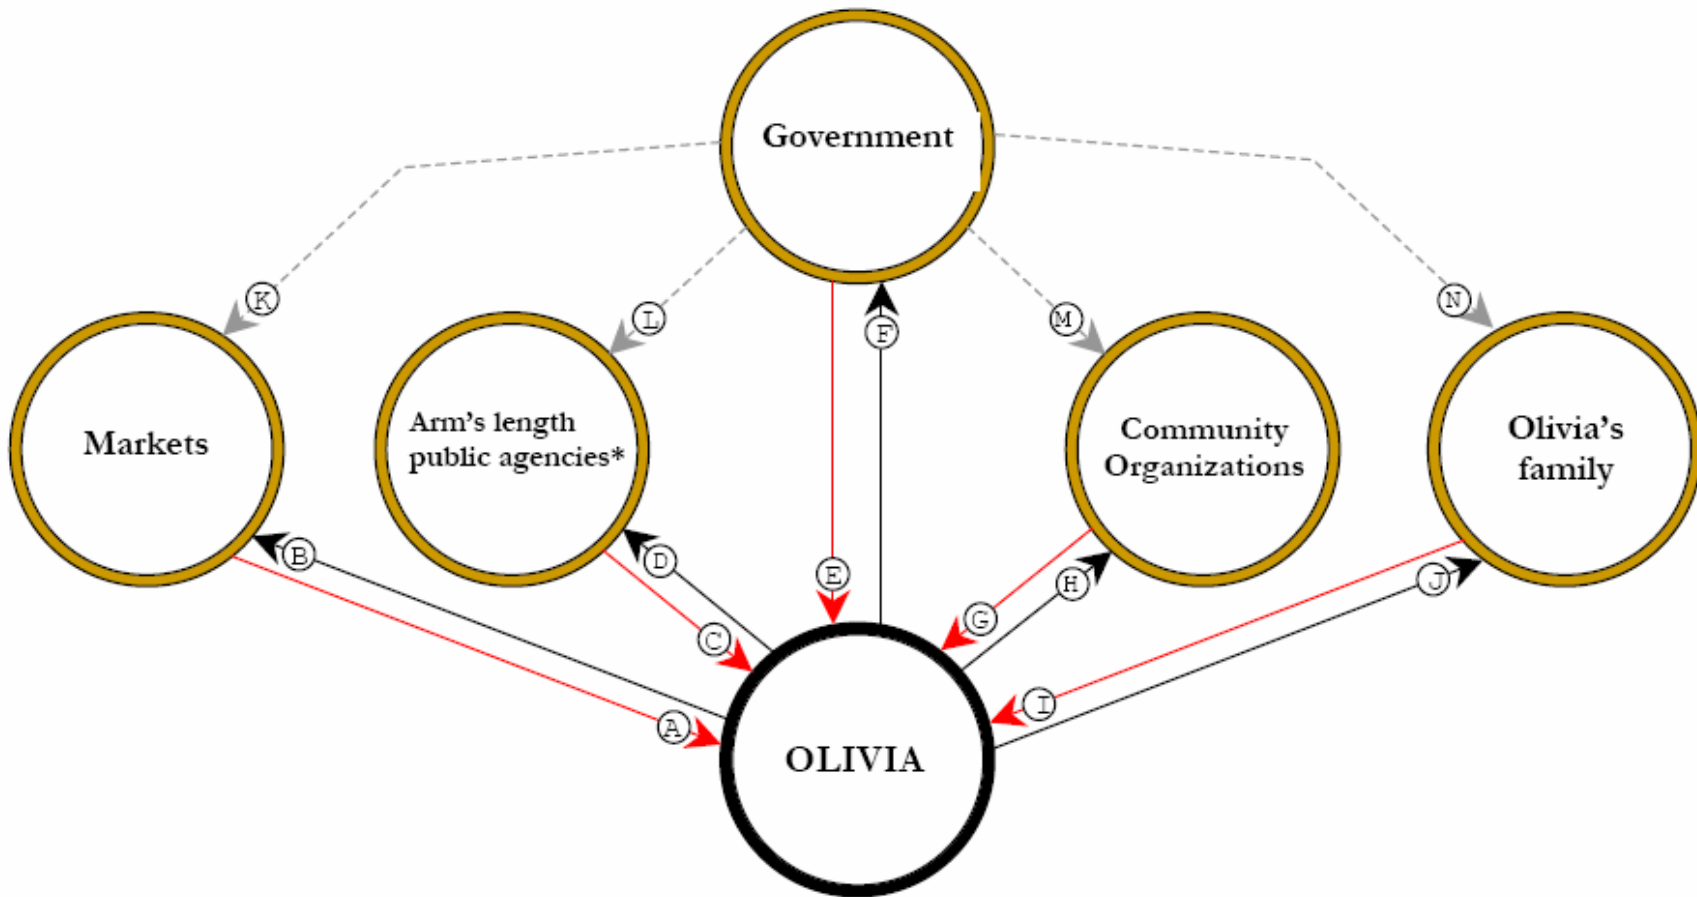 Government
K
L
F
M
N
Markets
Arm's length
public agencies*
Community
Organizations
Olivia's
family
B
D
E
H
J
C
G
A
I
OLIVIA